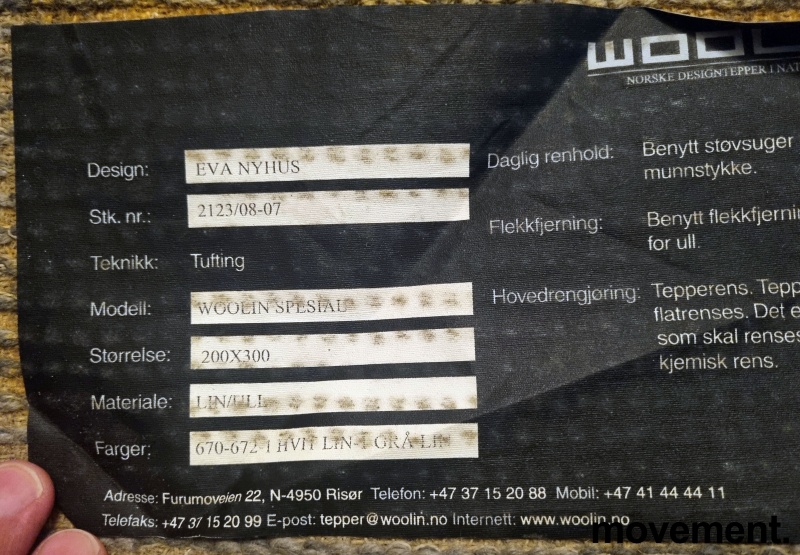 NORSKE DESIGNTEPPER I NAT
Design: EVA NYHUS
Stk. nr.: 2123/08-07
Teknikk: Tufting
Modell: WOOLIN SPESIAL
Størrelse: 200X300
Materiale: LIN/ULL
Farger: 670-672-1 HVIT LIN-1 GRÅ LIN
Daglig renhold: Benytt støvsuger
munnstykke.
Flekkfjerning: Benytt flekkfjerni
for ull.
Hovedrengjøring: Tepperens. Tepp
flatrenses. Det e
som skal renses
kjemisk rens.
Adresse: Furumoveien 22, N-4950 Risør Telefon: +47 37 15 20 88 Mobil: +47 41 44 44 11
Telefaks: +47 37 15 20 99 E-post: tepper@woolin.no Internett: www.woolin.no
movement.